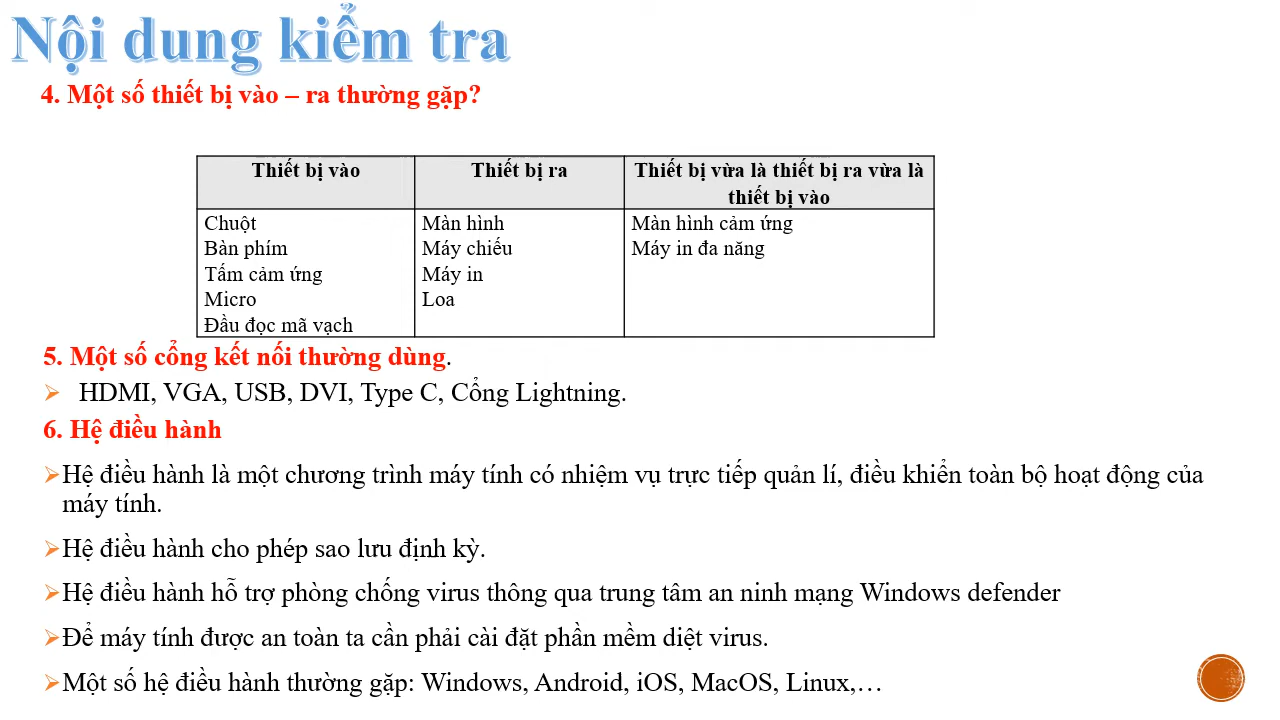 Nội dung kiểm tra
4. Một số thiết bị vào – ra thường gặp?
Thiết bị vào
Thiết bị ra
Thiết bị vừa là thiết bị ra vừa là
thiết bị vào
Chuột
Bàn phím
Tấm cảm ứng
Micro
Đầu đọc mã vạch
Màn hình
Máy chiếu
Máy in
Loa
Màn hình cảm ứng
Máy in đa năng
5. Một số cổng kết nối thường dùng.
➢ HDMI, VGA, USB, DVI, Type C, Cổng Lightning.
6. Hệ điều hành
➢Hệ điều hành là một chương trình máy tính có nhiệm vụ trực tiếp quản lí, điều khiển toàn bộ hoạt động của
máy tính.
➢Hệ điều hành cho phép sao lưu định kỳ.
➢Hệ điều hành hỗ trợ phòng chống virus thông qua trung tâm an ninh mạng Windows defender
➢Để máy tính được an toàn ta cần phải cài đặt phần mềm diệt virus.
➢Một số hệ điều hành thường gặp: Windows, Android, iOS, MacOS, Linux,…